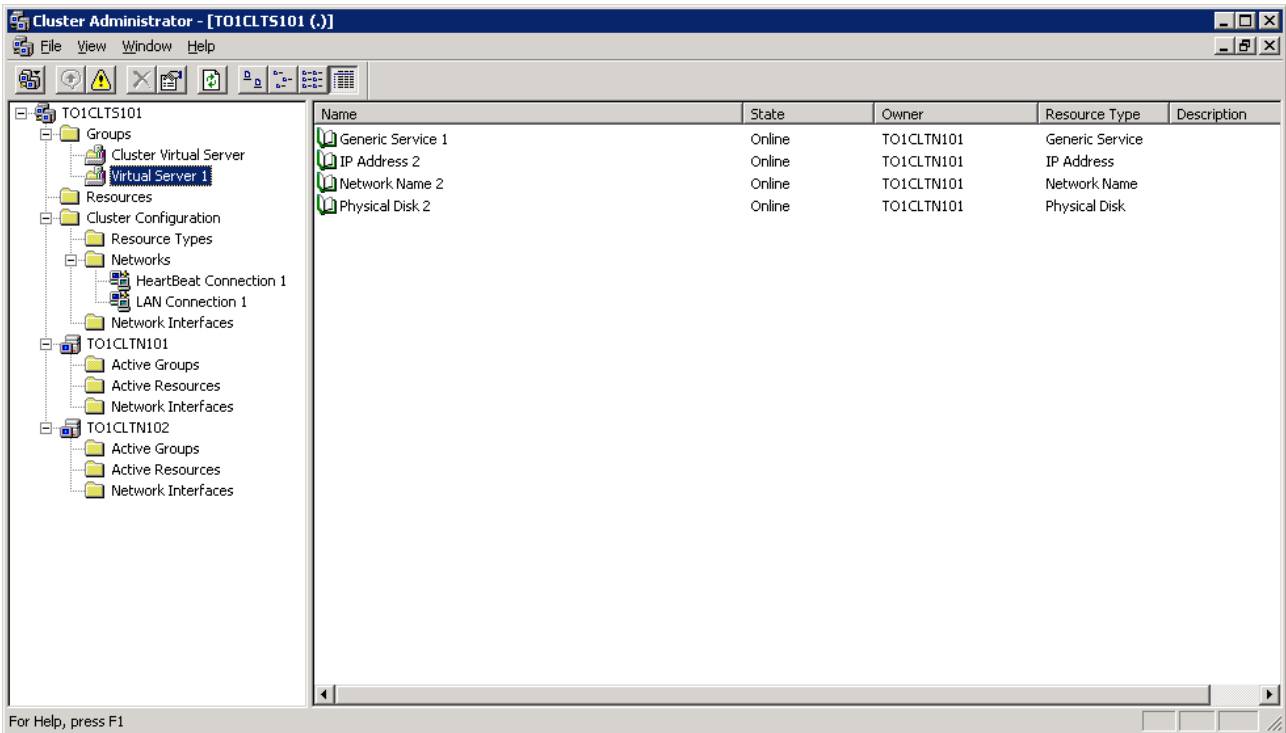 Cluster Administrator - [TO1CLTS101 (.)]
File View Window Help
TO1CLTS101
Groups
Cluster Virtual Server
Virtual Server 1
Resources
Cluster Configuration
Resource Types
Networks
HeartBeat Connection 1
LAN Connection 1
Network Interfaces
TO1CLTN101
Active Groups
Active Resources
Network Interfaces
TO1CLTN102
Active Groups
Active Resources
Network Interfaces
Name State Owner Resource Type Description
Generic Service 1 Online TO1CLTN101 Generic Service
IP Address 2 Online TO1CLTN101 IP Address
Network Name 2 Online TO1CLTN101 Network Name
Physical Disk 2 Online TO1CLTN101 Physical Disk
For Help, press F1